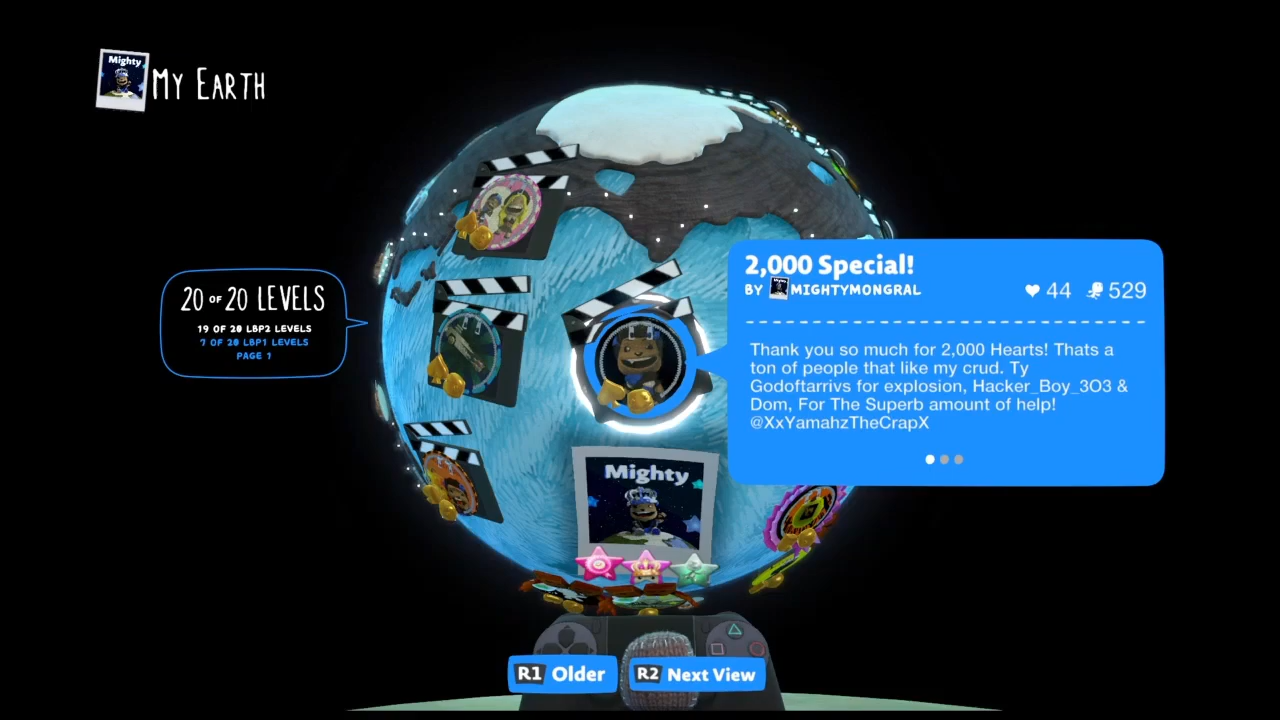 Mighty
My Earth
20 of 20 Levels
19 of 20 LBP2 Levels
7 of 20 LBP1 Levels
Page 1
2,000 Special!
by MightyMongral
44 529
Thank you so much for 2,000 Hearts! Thats a
ton of people that like my crud. Ty
Godoftarrivs for explosion, Hacker_Boy_3O3 &
Dom, For The Superb amount of help!
@XxYamahzTheCrapX
Mighty
R1 Older
R2 Next View